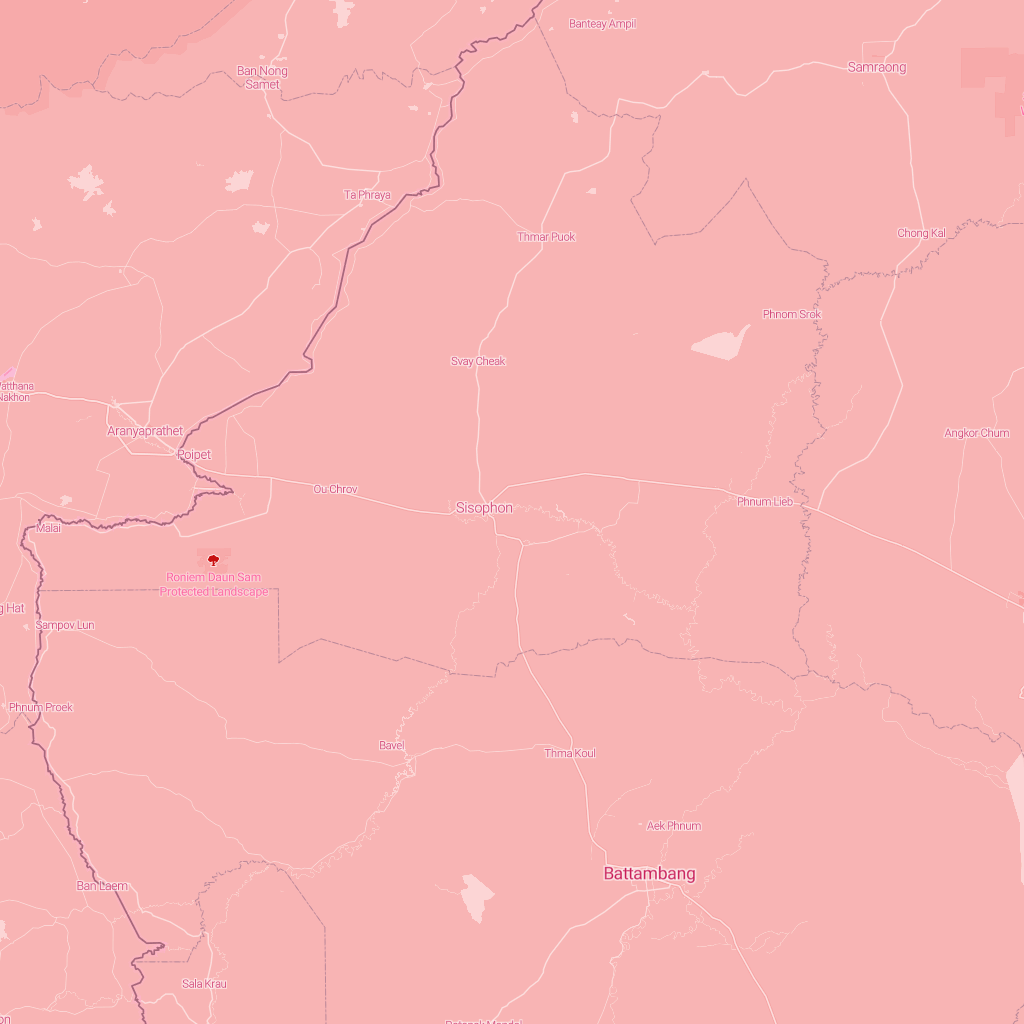 Banteay Ampil
Samraong
Ban Nong
Samet
Ta Phraya
Thmar Puok
Chong Kal
Phnom Srok
Svay Cheak
Nakhon
Aranyaprathet
Poipet
Angkor Chum
Ou Chrov
Sisophon
Phnum Lieb
Malai
Roniem Daun Sam
Protected Landscape
Hat
Sampov Lun
Phnum Proek
Bavel
Thma Koul
Aek Phnum
Battambang
Ban Laem
Sala Krau